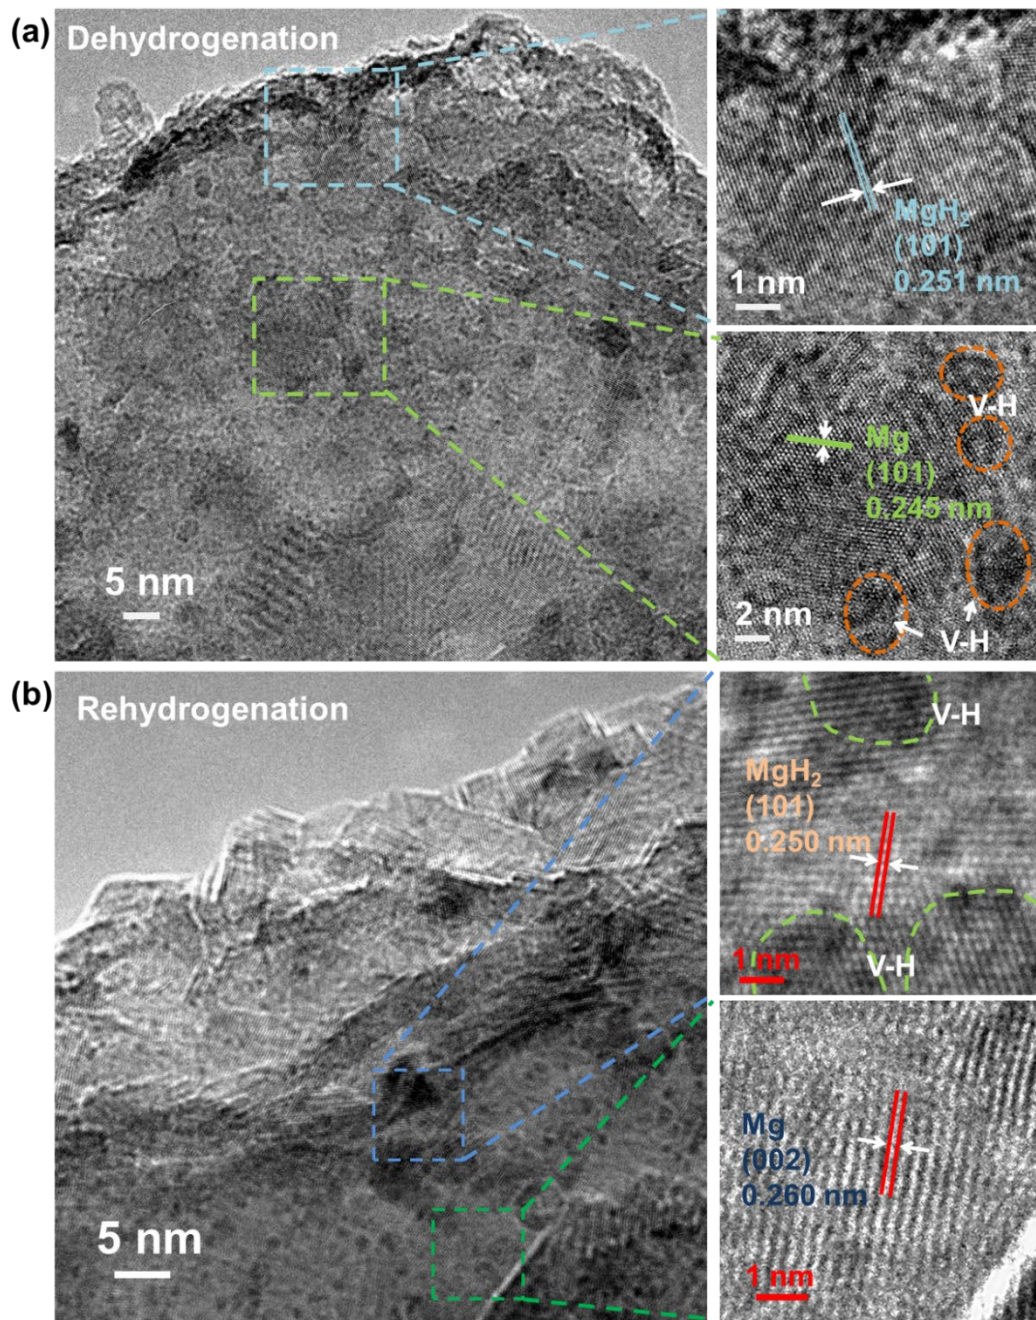 (a)
Dehydrogenation
5 nm
MgH₂
(101)
0.251 nm
1 nm
V-H
Mg
(101)
0.245 nm
2 nm
V-H
(b)
Rehydrogenation
5 nm
V-H
MgH₂
(101)
0.250 nm
V-H
1 nm
Mg
(002)
0.260 nm
1 nm